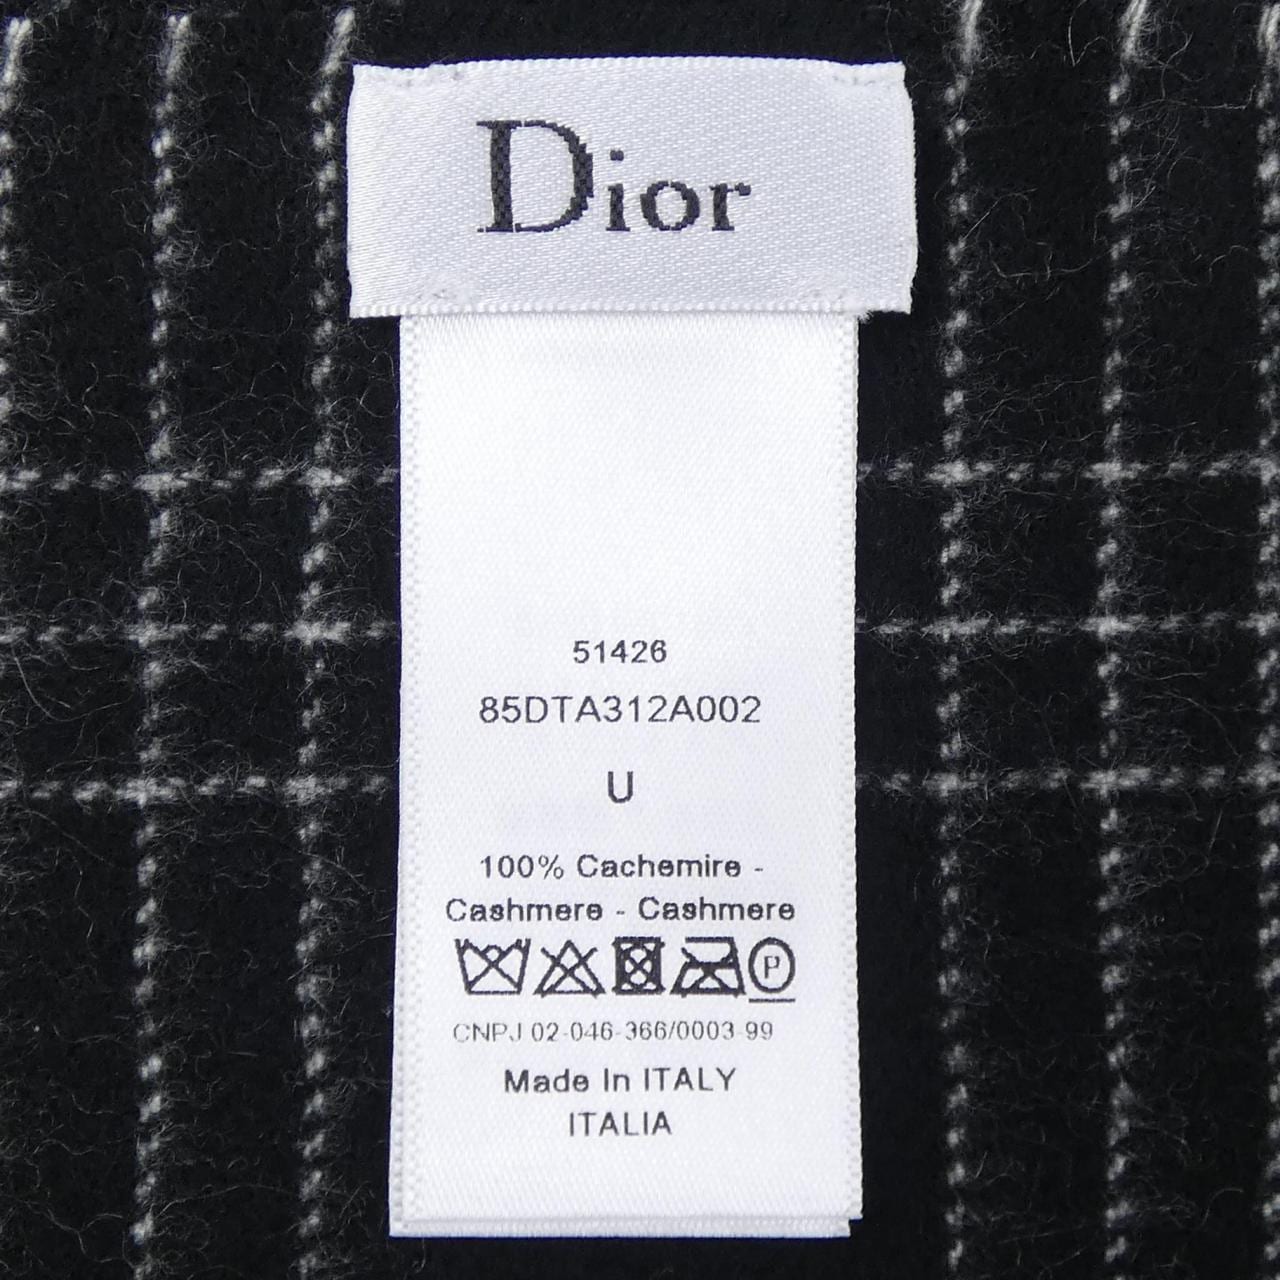 Dior
51426
85DTA312A002
U
100% Cachemire -
Cashmere - Cashmere
P
CNPJ 02-046-366/0003-99
Made In ITALY
ITALIA